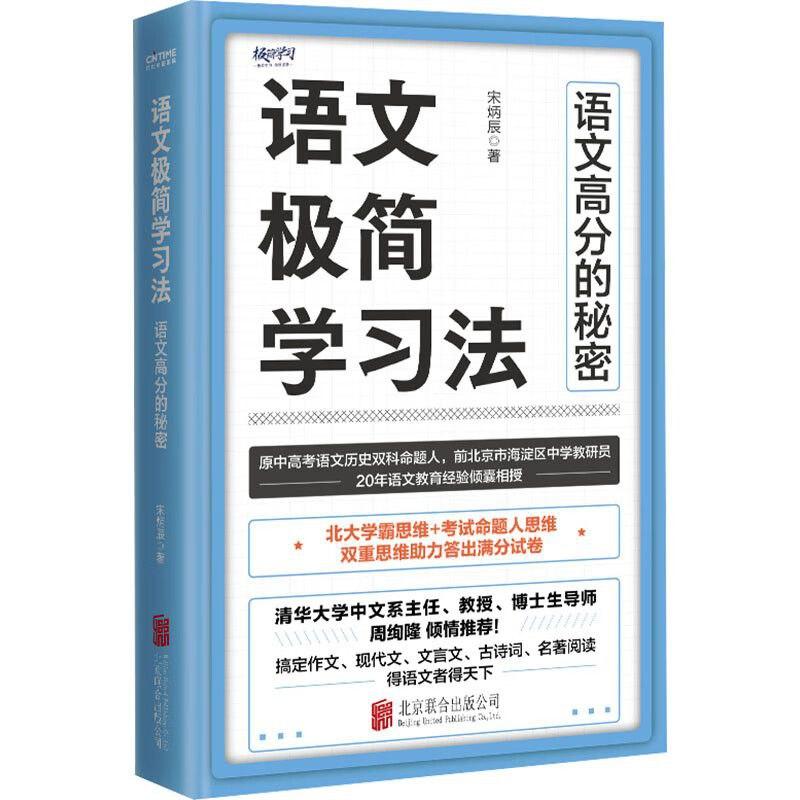 CNTIME
语文极简学习法
语文高分的秘密
宋炳辰◎著
北京联合出版公司
极简学习
语文
极简
学习法
宋炳辰◎著
语文高分的秘密
原中高考语文历史双科命题人，前北京市海淀区中学教研员
20年语文教育经验倾囊相授
北大学霸思维+考试命题人思维
双重思维助力答出满分试卷
清华大学中文系主任、教授、博士生导师
周绚隆 倾情推荐！
搞定作文、现代文、文言文、古诗词、名著阅读
得语文者得天下
北京联合出版公司
Beijing United Publishing Co.,Ltd.